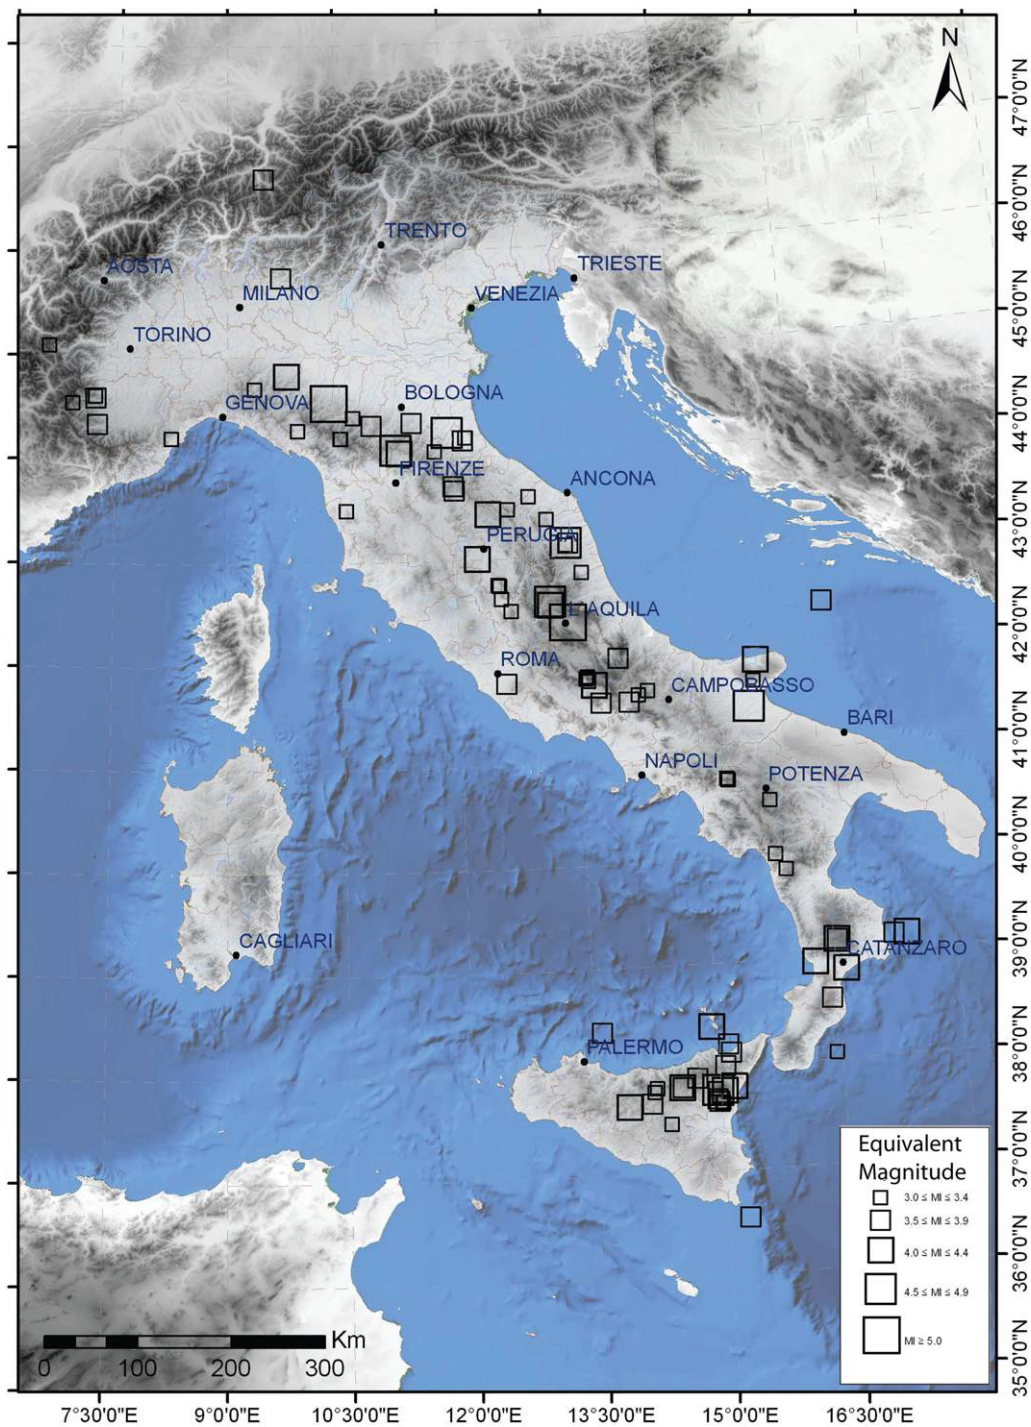 N
47°0'0"N
46°0'0"N
45°0'0"N
44°0'0"N
43°0'0"N
42°0'0"N
41°0'0"N
40°0'0"N
39°0'0"N
38°0'0"N
37°0'0"N
36°0'0"N
35°0'0"N
TRENTO
AOSTA
TRIESTE
MILANO
VENEZIA
TORINO
BOLOGNA
GENOVA
FIRENZE
ANCONA
PERUGIA
L'AQUILA
ROMA
CAMPOBASSO
BARI
NAPOLI
POTENZA
CAGLIARI
CATANZARO
PALERMO
Equivalent
Magnitude
3.0 ≤ Ml ≤ 3.4
3.5 ≤ Ml ≤ 3.9
4.0 ≤ Ml ≤ 4.4
4.5 ≤ Ml ≤ 4.9
Ml ≥ 5.0
Km
0 100 200 300
7°30'0"E 9°0'0"E 10°30'0"E 12°0'0"E 13°30'0"E 15°0'0"E 16°30'0"E